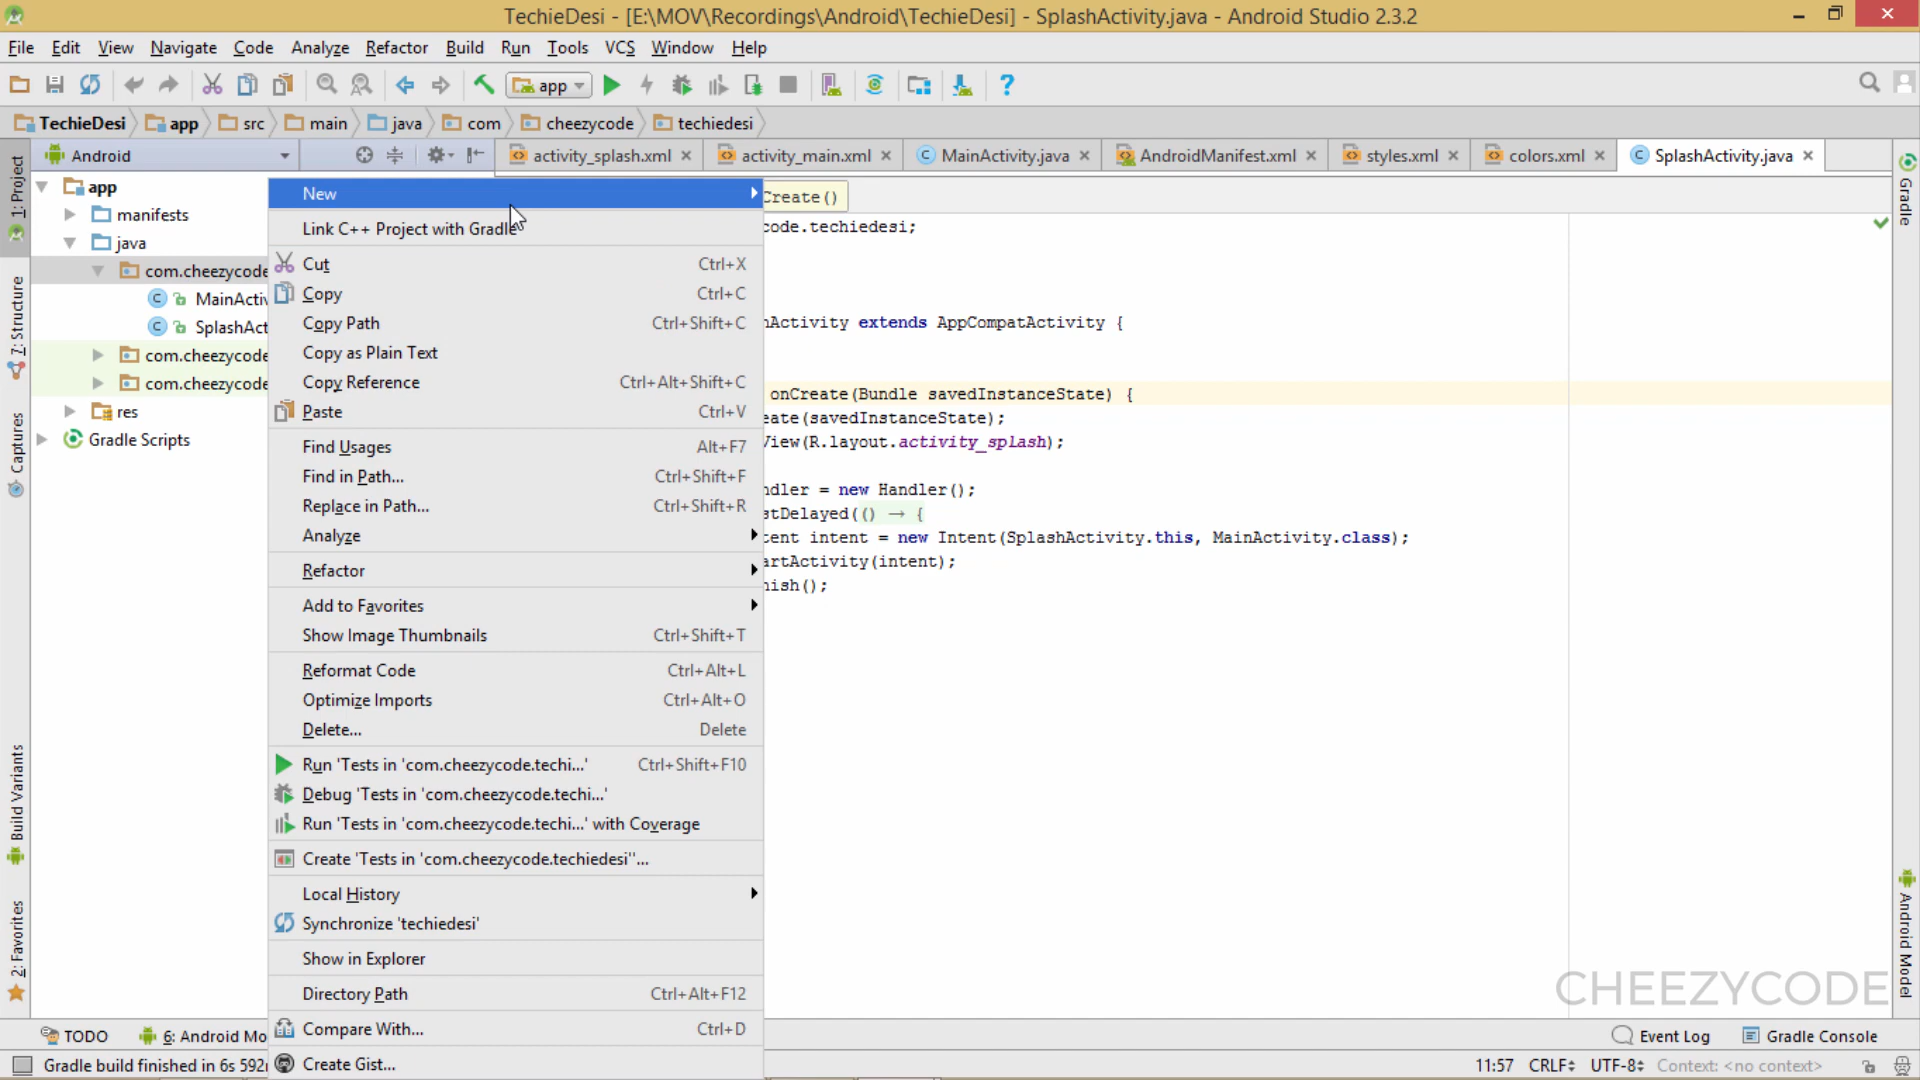 TechieDesi - [E:\MOV\Recordings\Android\TechieDesi] - SplashActivity.java - Android Studio 2.3.2
File Edit View Navigate Code Analyze Refactor Build Run Tools VCS Window Help
app
TechieDesi app src main java com cheezycode techiedesi
Android
activity_splash.xml activity_main.xml MainActivity.java AndroidManifest.xml styles.xml colors.xml SplashActivity.java
1: Project
7: Structure
Captures
Build Variants
2: Favorites
Gradle
Android Model
app
manifests
java
com.cheezycode
MainActiv
SplashAct
com.cheezycode
com.cheezycode
res
Gradle Scripts
New
Link C++ Project with Gradle
Cut Ctrl+X
Copy Ctrl+C
Copy Path Ctrl+Shift+C
Copy as Plain Text
Copy Reference Ctrl+Alt+Shift+C
Paste Ctrl+V
Find Usages Alt+F7
Find in Path... Ctrl+Shift+F
Replace in Path... Ctrl+Shift+R
Analyze
Refactor
Add to Favorites
Show Image Thumbnails Ctrl+Shift+T
Reformat Code Ctrl+Alt+L
Optimize Imports Ctrl+Alt+O
Delete... Delete
Run 'Tests in 'com.cheezycode.techi...' Ctrl+Shift+F10
Debug 'Tests in 'com.cheezycode.techi...'
Run 'Tests in 'com.cheezycode.techi...' with Coverage
Create 'Tests in 'com.cheezycode.techiedesi''...
Local History
Synchronize 'techiedesi'
Show in Explorer
Directory Path Ctrl+Alt+F12
Compare With... Ctrl+D
Create Gist...
Create()
code.techiedesi;
Activity extends AppCompatActivity {
onCreate(Bundle savedInstanceState) {
eate(savedInstanceState);
View(R.layout.activity_splash);
ndler = new Handler();
stDelayed(() → {
tent intent = new Intent(SplashActivity.this, MainActivity.class);
artActivity(intent);
nish();
CHEEZYCODE
TODO 6: Android Mo Event Log Gradle Console
Gradle build finished in 6s 592 11:57 CRLF UTF-8 Context: <no context>